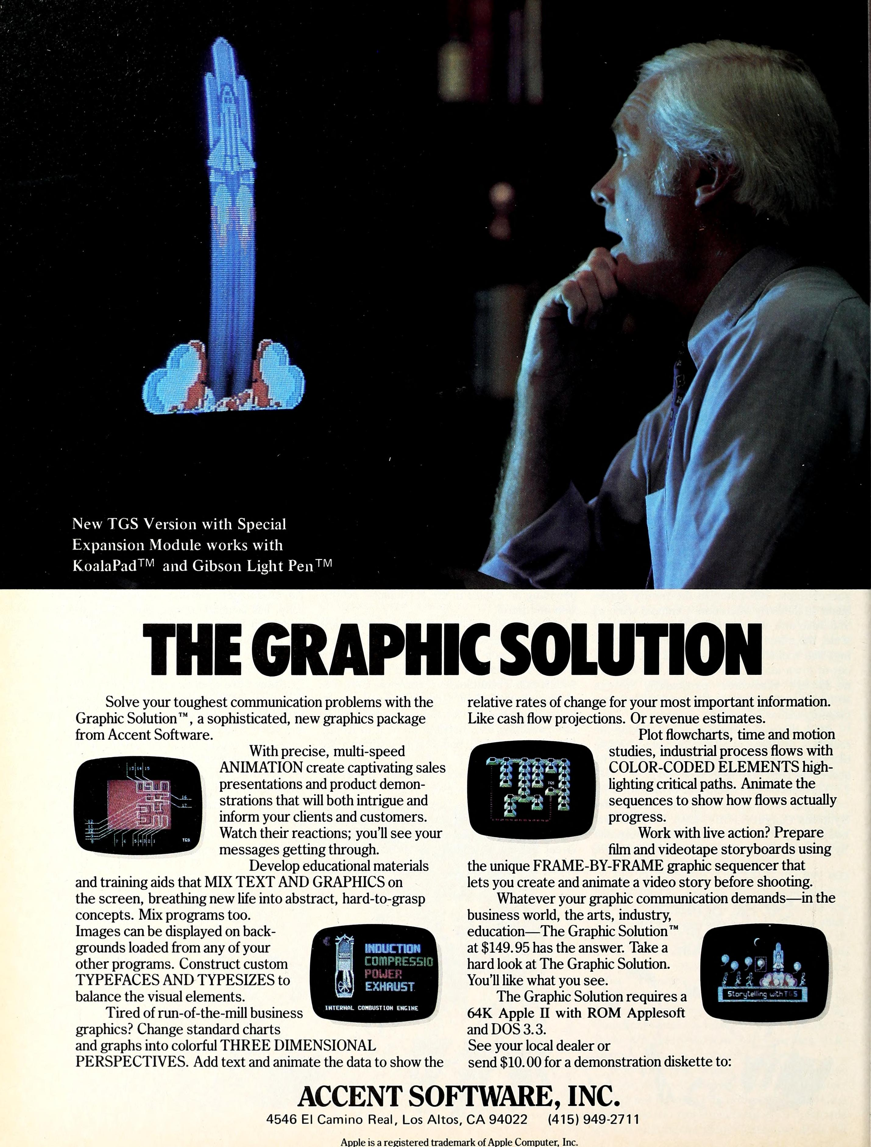 New TGS Version with Special
Expansion Module works with
KoalaPad™ and Gibson Light Pen™
THE GRAPHIC SOLUTION
Solve your toughest communication problems with the
Graphic Solution™, a sophisticated, new graphics package
from Accent Software.
With precise, multi-speed
ANIMATION create captivating sales
presentations and product demon-
strations that will both intrigue and
inform your clients and customers.
Watch their reactions; you'll see your
messages getting through.
Develop educational materials
and training aids that MIX TEXT AND GRAPHICS on
the screen, breathing new life into abstract, hard-to-grasp
concepts. Mix programs too.
Images can be displayed on back-
grounds loaded from any of your
other programs. Construct custom
TYPEFACES AND TYPESIZES to
balance the visual elements.
Tired of run-of-the-mill business
graphics? Change standard charts
and graphs into colorful THREE DIMENSIONAL
PERSPECTIVES. Add text and animate the data to show the
TGS
INDUCTION
COMPRESSIO
POWER
EXHAUST
INTERNAL COMBUSTION ENGINE
relative rates of change for your most important information.
Like cash flow projections. Or revenue estimates.
Plot flowcharts, time and motion
studies, industrial process flows with
COLOR-CODED ELEMENTS high-
lighting critical paths. Animate the
sequences to show how flows actually
progress.
Work with live action? Prepare
film and videotape storyboards using
the unique FRAME-BY-FRAME graphic sequencer that
lets you create and animate a video story before shooting.
Whatever your graphic communication demands—in the
business world, the arts, industry,
education—The Graphic Solution™
at $149.95 has the answer. Take a
hard look at The Graphic Solution.
You'll like what you see.
The Graphic Solution requires a
64K Apple II with ROM Applesoft
and DOS 3.3.
See your local dealer or
send $10.00 for a demonstration diskette to:
Storytelling with TGS
ACCENT SOFTWARE, INC.
4546 El Camino Real, Los Altos, CA 94022 (415) 949-2711
Apple is a registered trademark of Apple Computer, Inc.